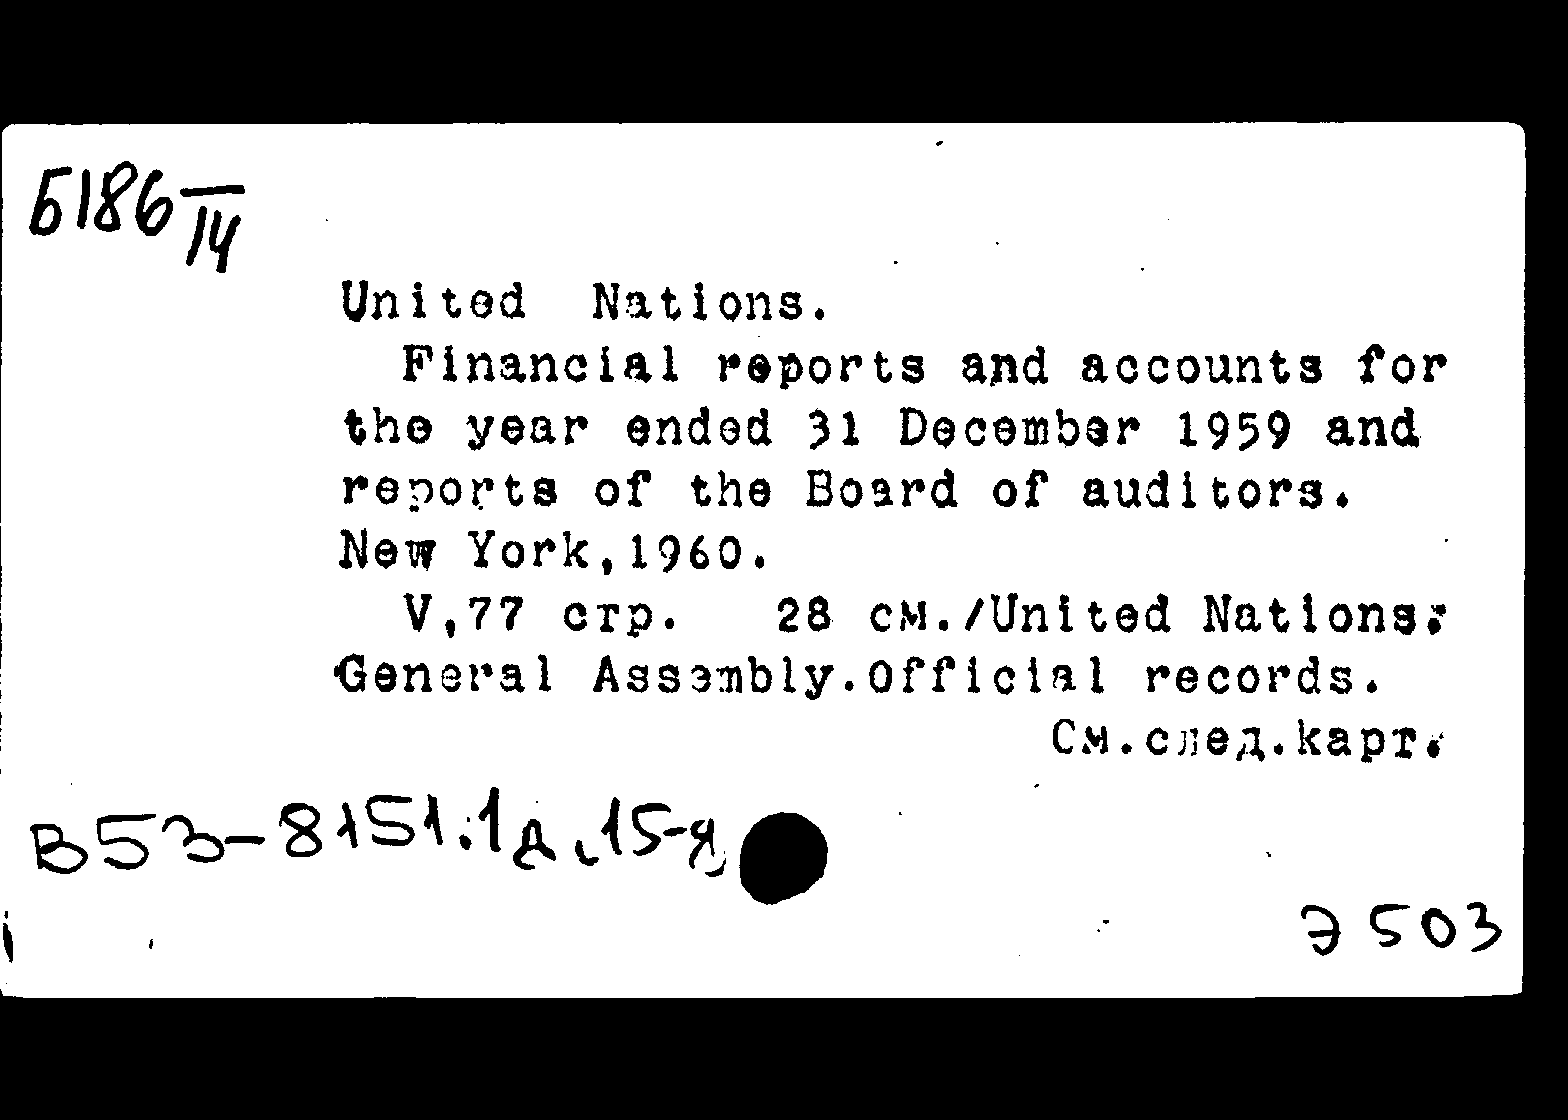 Б186/14
United Nations.
Financial reports and accounts for
the year ended 31 December 1959 and
reports of the Board of auditors.
New York,1960.
V,77 стр. 28 см./United Nations.
General Assembly.Official records.
См.след.карт.
В53-8151.1д.15-я
Э503